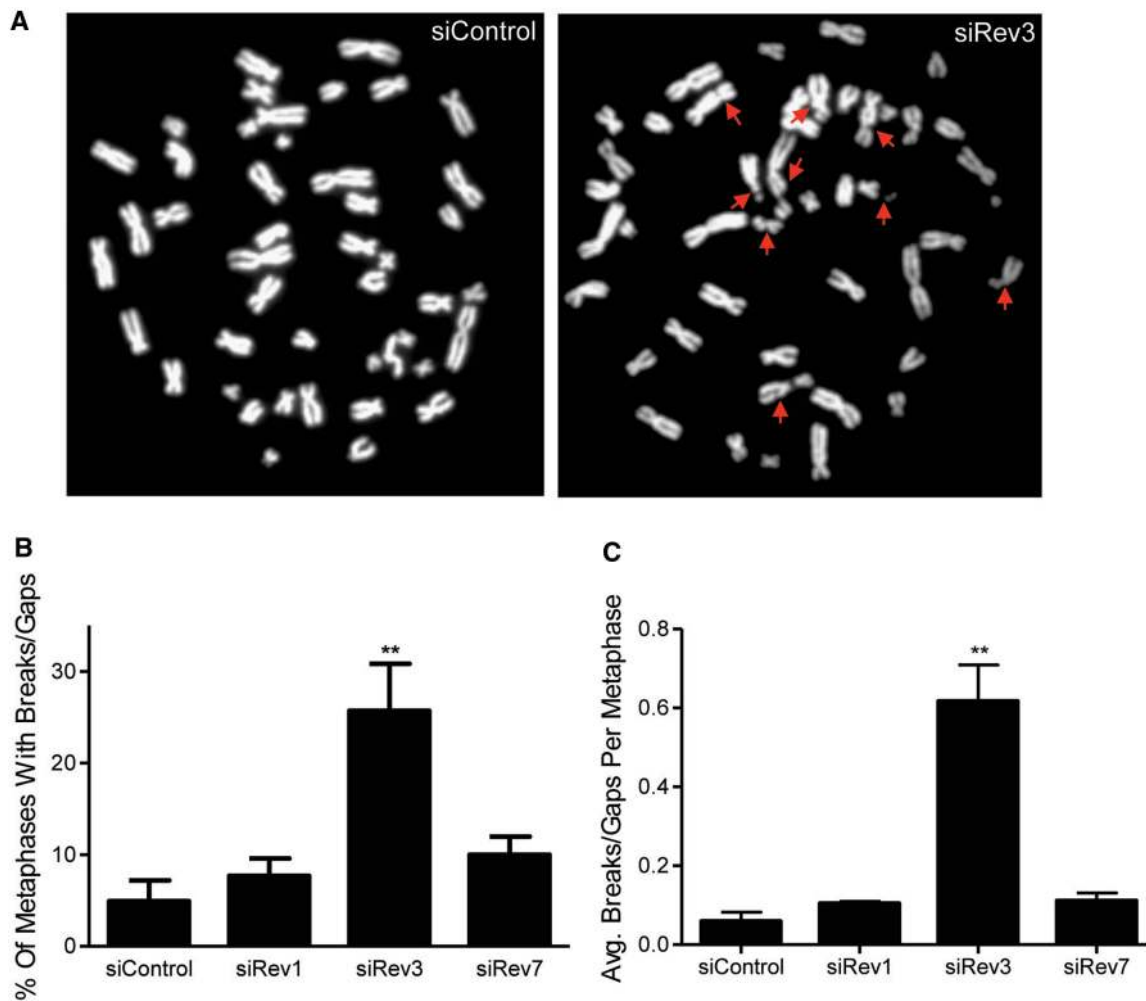 A
siControl
siRev3
B
% Of Metaphases With Breaks/Gaps
30
20
10
0
**
siControl
siRev1
siRev3
siRev7
C
Avg. Breaks/Gaps Per Metaphase
0.8
0.6
0.4
0.2
0.0
**
siControl
siRev1
siRev3
siRev7